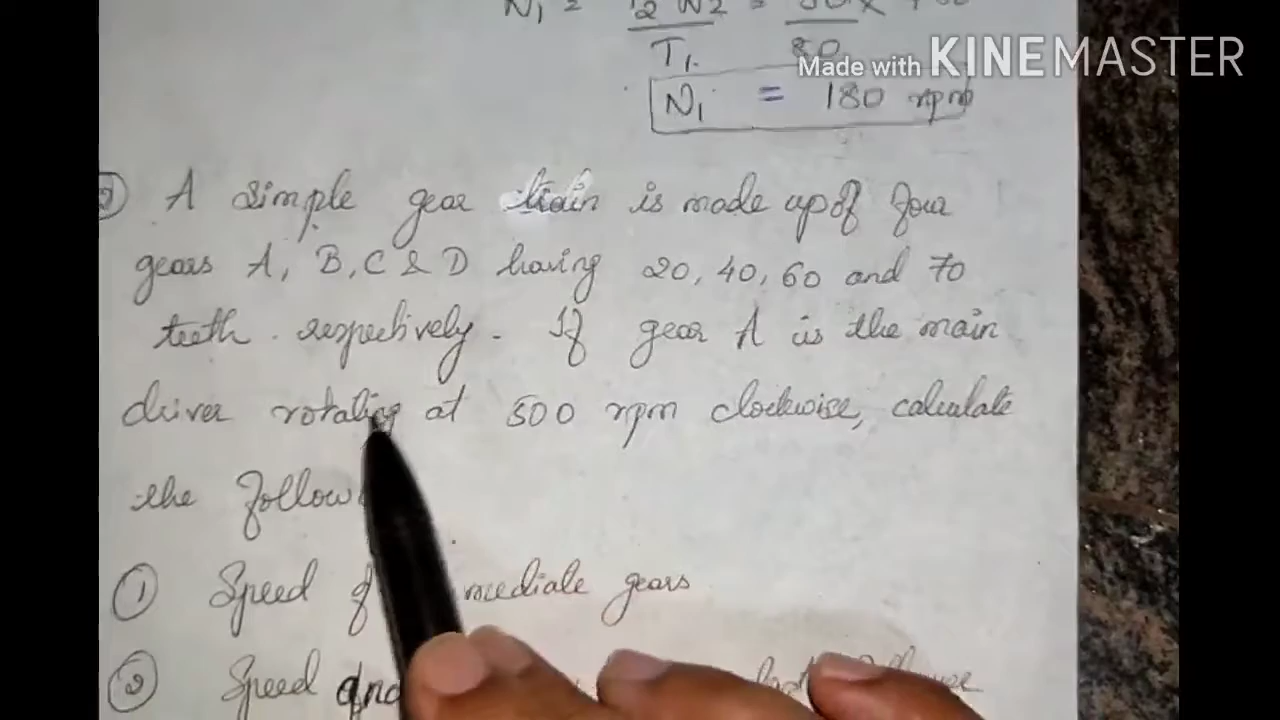 Made with KINEMASTER
T1. 80
N1 = 180 rpm
A simple gear train is made up of four
gears A, B, C & D having 20, 40, 60 and 70
teeth. respectively. If gear A is the main
driver rotating at 500 rpm clockwise, calculate
the
① Speed of gears
② Speed and